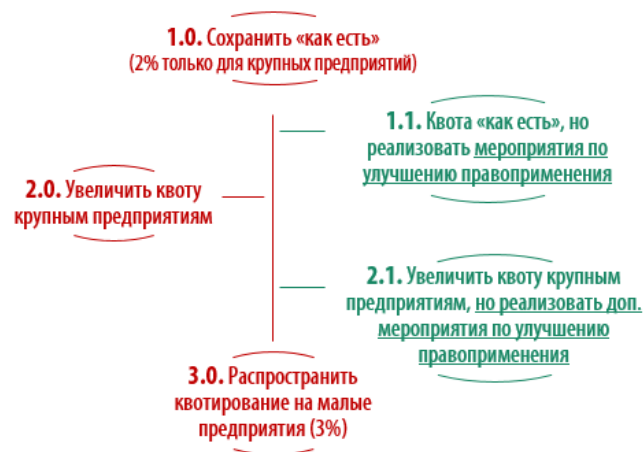 1.0. Сохранить «как есть»
(2% только для крупных предприятий)
1.1. Квота «как есть», но
реализовать мероприятия по
улучшению правоприменения
2.0. Увеличить квоту
крупным предприятиям
2.1. Увеличить квоту крупным
предприятиям, но реализовать доп.
мероприятия по улучшению
правоприменения
3.0. Распространить
квотирование на малые
предприятия (3%)